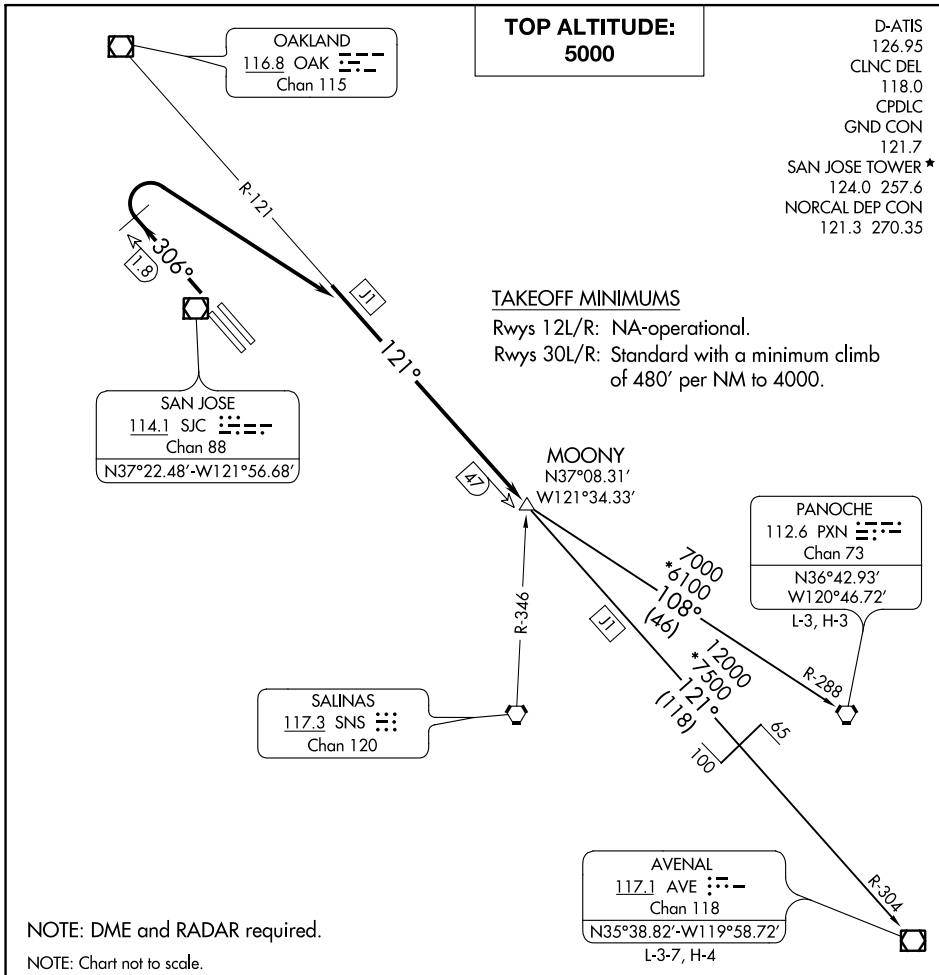 TOP ALTITUDE:
5000
D-ATIS
126.95
CLNC DEL
118.0
CPDLC
GND CON
121.7
SAN JOSE TOWER★
124.0 257.6
NORCAL DEP CON
121.3 270.35
OAKLAND
116.8 OAK
Chan 115
R-121
J1
306°
1.8
121°
TAKEOFF MINIMUMS
Rwys 12L/R: NA-operational.
Rwys 30L/R: Standard with a minimum climb
of 480′ per NM to 4000.
SAN JOSE
114.1 SJC
Chan 88
N37°22.48′-W121°56.68′
MOONY
N37°08.31′
W121°34.33′
47
PANOCHE
112.6 PXN
Chan 73
N36°42.93′
W120°46.72′
L-3, H-3
7000
*6100
108°
(46)
R-288
R-346
J1
12000
*7500
121°
(118)
65
100
SALINAS
117.3 SNS
Chan 120
AVENAL
117.1 AVE
Chan 118
N35°38.82′-W119°58.72′
L-3-7, H-4
R-304
NOTE: DME and RADAR required.
NOTE: Chart not to scale.